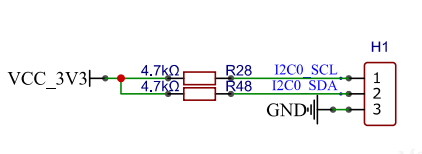 H1
4.7kΩ R28 I2C0_SCL 1
VCC_3V3
4.7kΩ R48 I2C0_SDA 2
GND 3